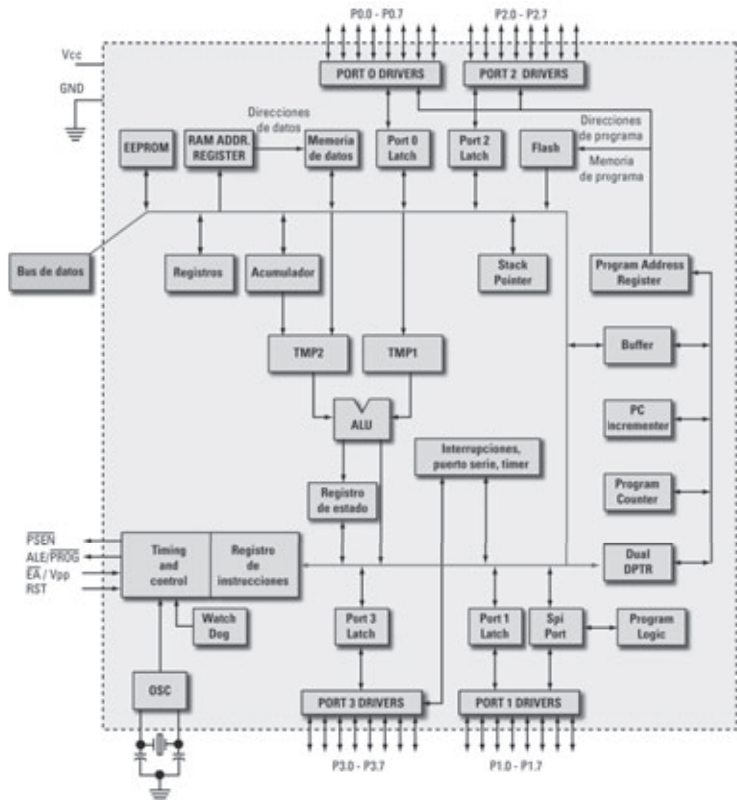 P0.0 - P0.7
P2.0 - P2.7
Vcc
GND
PORT 0 DRIVERS
PORT 2 DRIVERS
Direcciones
de datos
Direcciones
de programa
EEPROM
RAM ADDR.
REGISTER
Memoria
de datos
Port 0
Latch
Port 2
Latch
Flash
Memoria
de programa
Bus de datos
Registros
Acumulador
Stack
Pointer
Program Address
Register
TMP2
TMP1
Buffer
ALU
PC
incrementer
Interrupciones,
puerto serie, timer
Registro
de estado
Program
Counter
PSEN
ALE/PROG
EA / Vpp
RST
Timing
and
control
Registro
de
instrucciones
Dual
DPTR
Watch
Dog
Port 3
Latch
Port 1
Latch
Spi
Port
Program
Logic
OSC
PORT 3 DRIVERS
PORT 1 DRIVERS
P3.0 - P3.7
P1.0 - P1.7